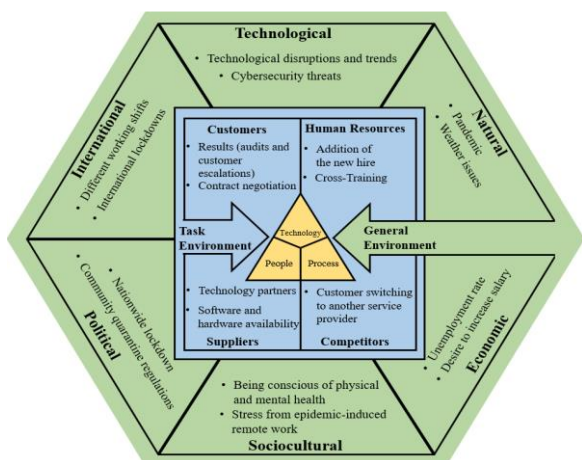 Technological
• Technological disruptions and trends
• Cybersecurity threats
International
• Different working shifts
• International lockdowns
Natural
• Pandemic
• Weather issues
Customers
• Results (audits and
customer
escalations)
• Contract negotiation
Human Resources
• Addition of
the new hire
• Cross-Training
Task
Environment
Technology
People
Process
General
Environment
• Technology partners
• Software and
hardware availability
Suppliers
• Customer switching
to another service
provider
Competitors
• Nationwide lockdown
• Community quarantine regulations
Political
• Unemployment rate
• Desire to increase salary
Economic
• Being conscious of physical
and mental health
• Stress from epidemic-induced
remote work
Sociocultural